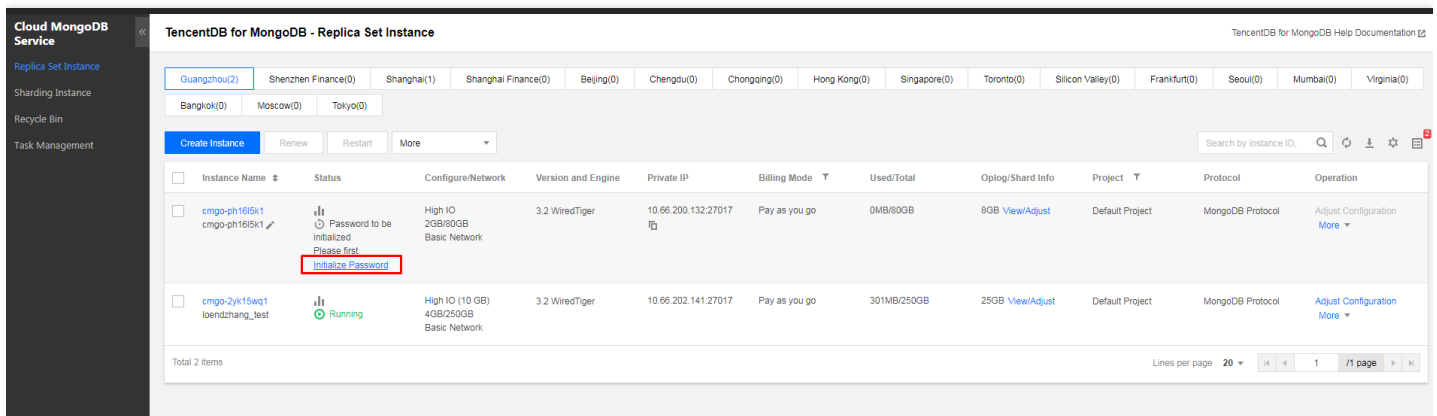 Cloud MongoDB
Service
«
Replica Set Instance
Sharding Instance
Recycle Bin
Task Management
TencentDB for MongoDB - Replica Set Instance
TencentDB for MongoDB Help Documentation
Guangzhou(2) Shenzhen Finance(0) Shanghai(1) Shanghai Finance(0) Beijing(0) Chengdu(0) Chongqing(0) Hong Kong(0) Singapore(0) Toronto(0) Silicon Valley(0) Frankfurt(0) Seoul(0) Mumbai(0) Virginia(0)
Bangkok(0) Moscow(0) Tokyo(0)
Create Instance Renew Restart More Search by instance ID, 2
Instance Name Status Configure/Network Version and Engine Private IP Billing Mode Used/Total Oplog/Shard Info Project Protocol Operation
cmgo-ph16l5k1 High IO 3.2 WiredTiger 10.66.200.132:27017 Pay as you go 0MB/80GB 8GB View/Adjust Default Project MongoDB Protocol Adjust Configuration
cmgo-ph16l5k1 Password to be 2GB/80GB More
initialized Basic Network
Please first
Initialize Password
cmgo-2yk15wq1 High IO (10 GB) 3.2 WiredTiger 10.66.202.141:27017 Pay as you go 301MB/250GB 25GB View/Adjust Default Project MongoDB Protocol Adjust Configuration
loendzhang_test Running 4GB/250GB More
Basic Network
Total 2 items Lines per page 20 1 /1 page